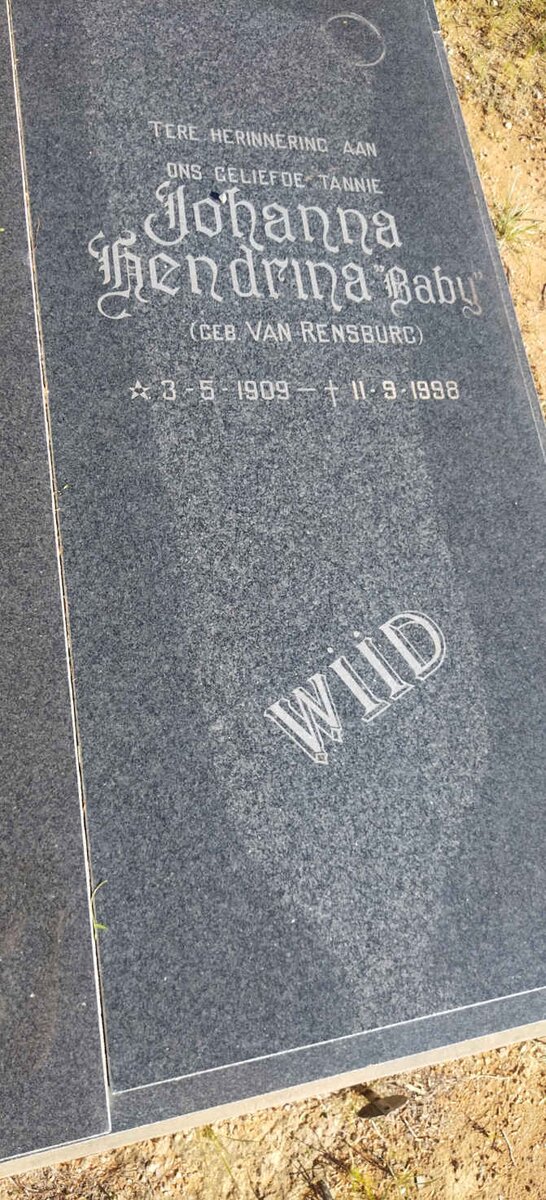 TERE HERINNERING AAN
ONS GELIEFDE TANNIE
Johanna
Hendrina "Baby"
(GEB. VAN RENSBURG)
☆ 3-5-1909 — † 11-9-1998
WIID